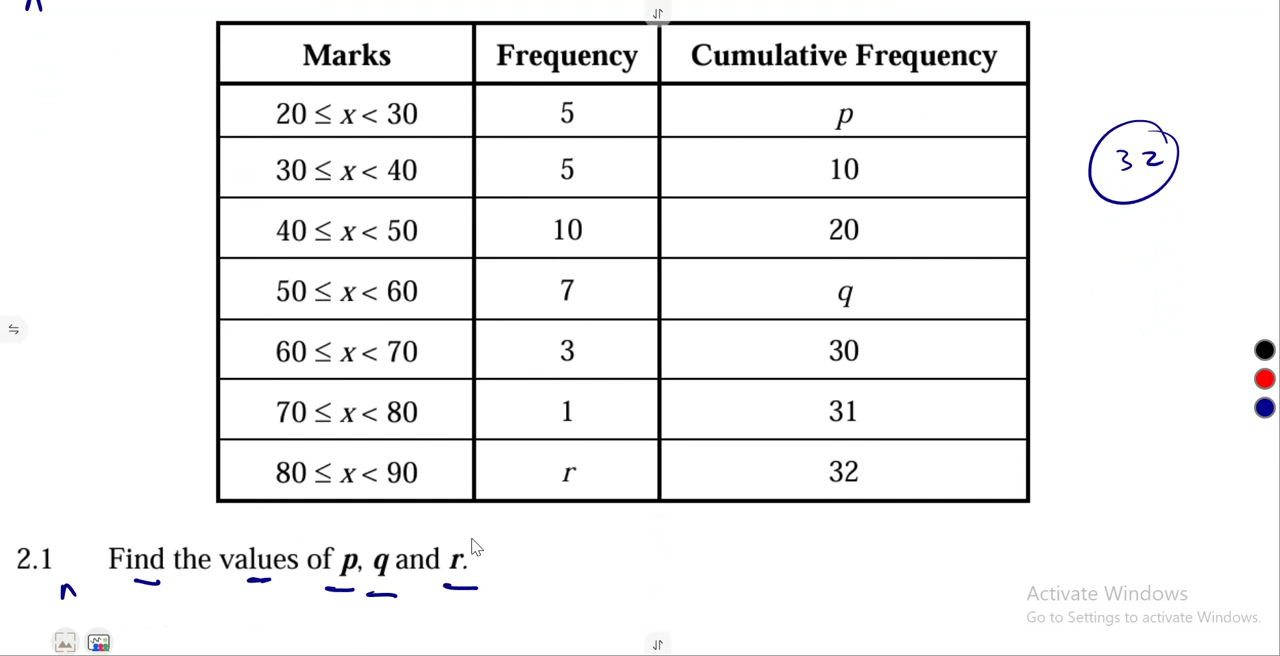 Marks Frequency Cumulative Frequency
20 ≤ x < 30 5 p
30 ≤ x < 40 5 10
32
40 ≤ x < 50 10 20
50 ≤ x < 60 7 q
60 ≤ x < 70 3 30
70 ≤ x < 80 1 31
80 ≤ x < 90 r 32
2.1 Find the values of p, q and r.
Activate Windows
Go to Settings to activate Windows.